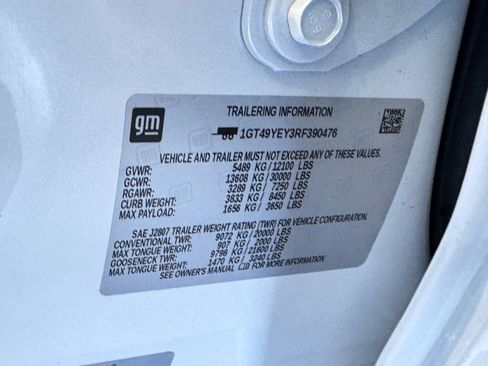 gm
TRAILERING INFORMATION
1GT49YEY3RF390476
VEHICLE AND TRAILER MUST NOT EXCEED ANY OF THESE VALUES.
GVWR: 5489 KG/12100 LBS
GCWR: 13608 KG/30000 LBS
RAWR: 3289 KG/ 7250 LBS
CURB WEIGHT: 3833 KG/ 8450 LBS
MAX PAYLOAD: 1656 KG/ 3650 LBS
SAE J2807 TRAILER WEIGHT RATING (TWR) FOR VEHICLE CONFIGURATION.
CONVENTIONAL TWR: 9072 KG/ 20000 LBS
MAX TONGUE WEIGHT: 907 KG/ 2000 LBS
GOOSENECK TWR: 9798 KG/ 21600 LBS
MAX TONGUE WEIGHT: 1470 KG/ 3240 LBS
SEE OWNER'S MANUAL FOR MORE INFORMATION